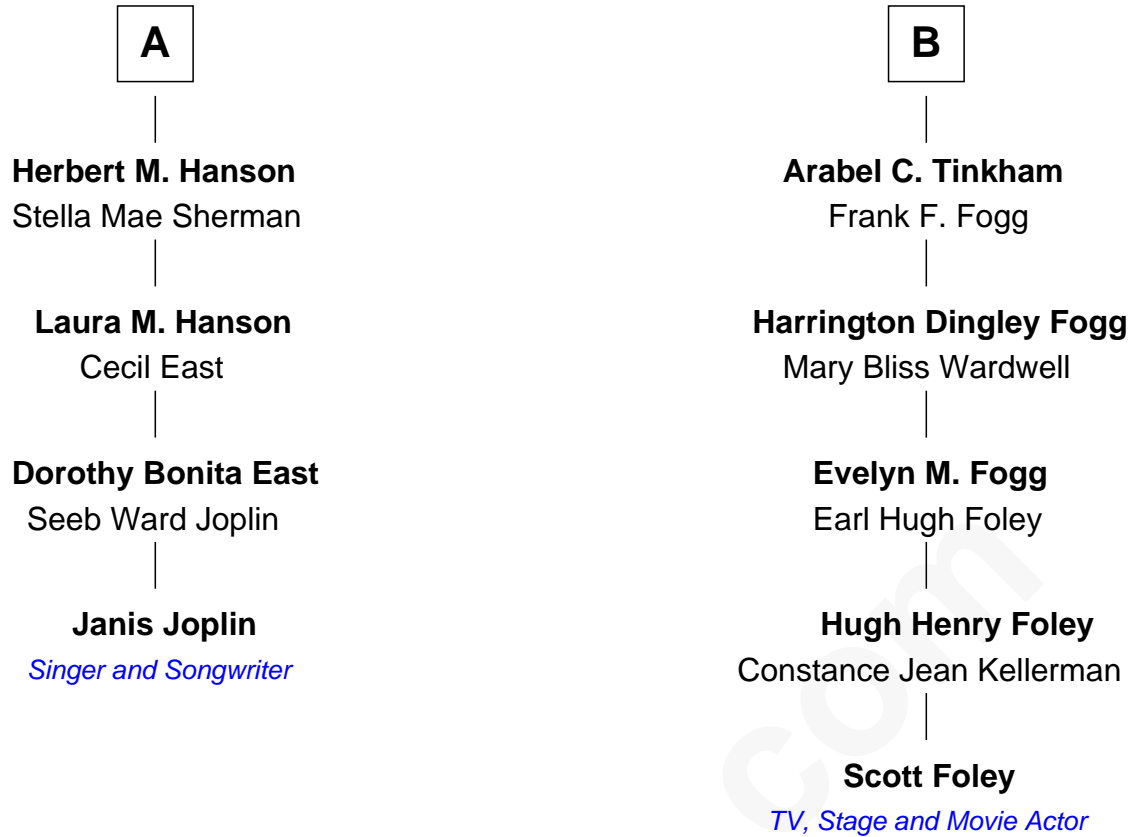 A
Herbert M. Hanson
Stella Mae Sherman
Laura M. Hanson
Cecil East
Dorothy Bonita East
Seeb Ward Joplin
Janis Joplin
Singer and Songwriter
B
Arabel C. Tinkham
Frank F. Fogg
Harrington Dingley Fogg
Mary Bliss Wardwell
Evelyn M. Fogg
Earl Hugh Foley
Hugh Henry Foley
Constance Jean Kellerman
Scott Foley
TV, Stage and Movie Actor
com